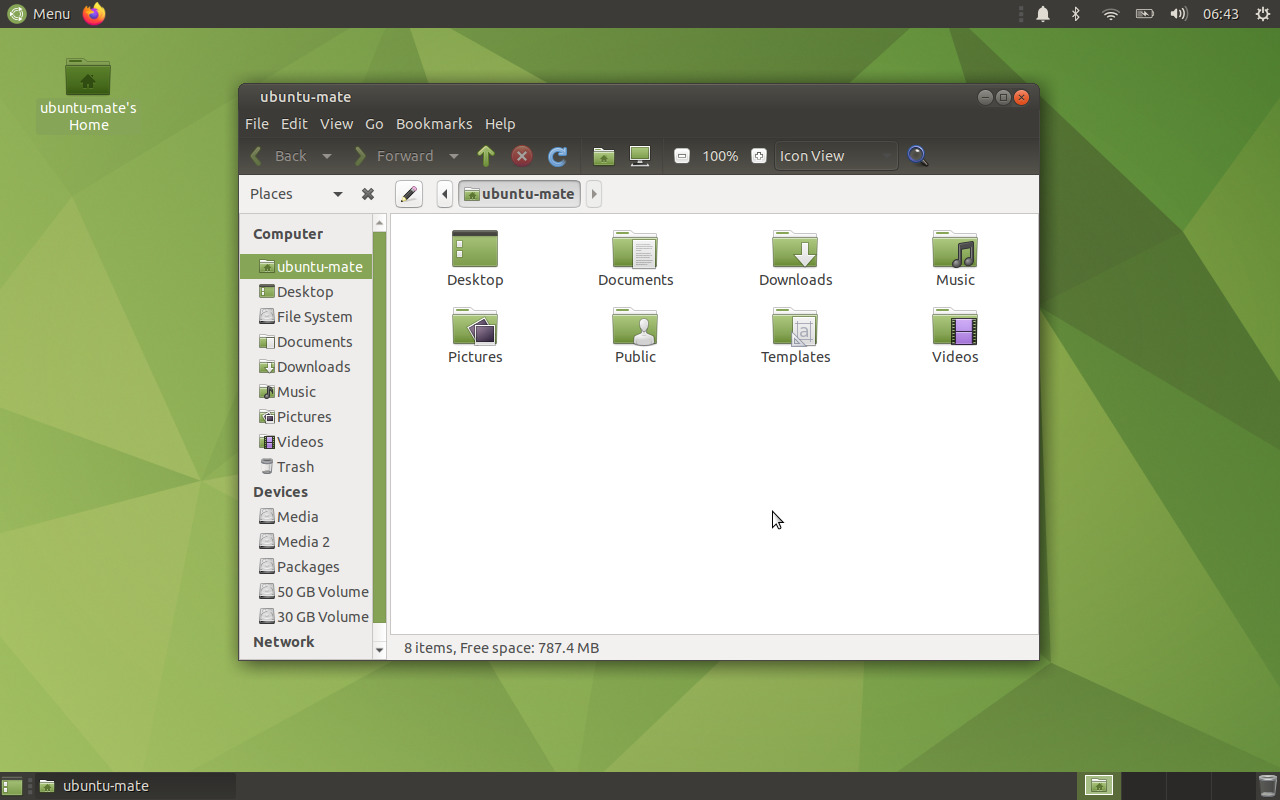 Menu
06:43
ubuntu-mate's
Home
ubuntu-mate
File Edit View Go Bookmarks Help
Back Forward 100% Icon View
Places
ubuntu-mate
Computer
ubuntu-mate
Desktop
File System
Documents
Downloads
Music
Pictures
Videos
Trash
Devices
Media
Media 2
Packages
50 GB Volume
30 GB Volume
Network
Desktop Documents Downloads Music
Pictures Public Templates Videos
8 items, Free space: 787.4 MB
ubuntu-mate